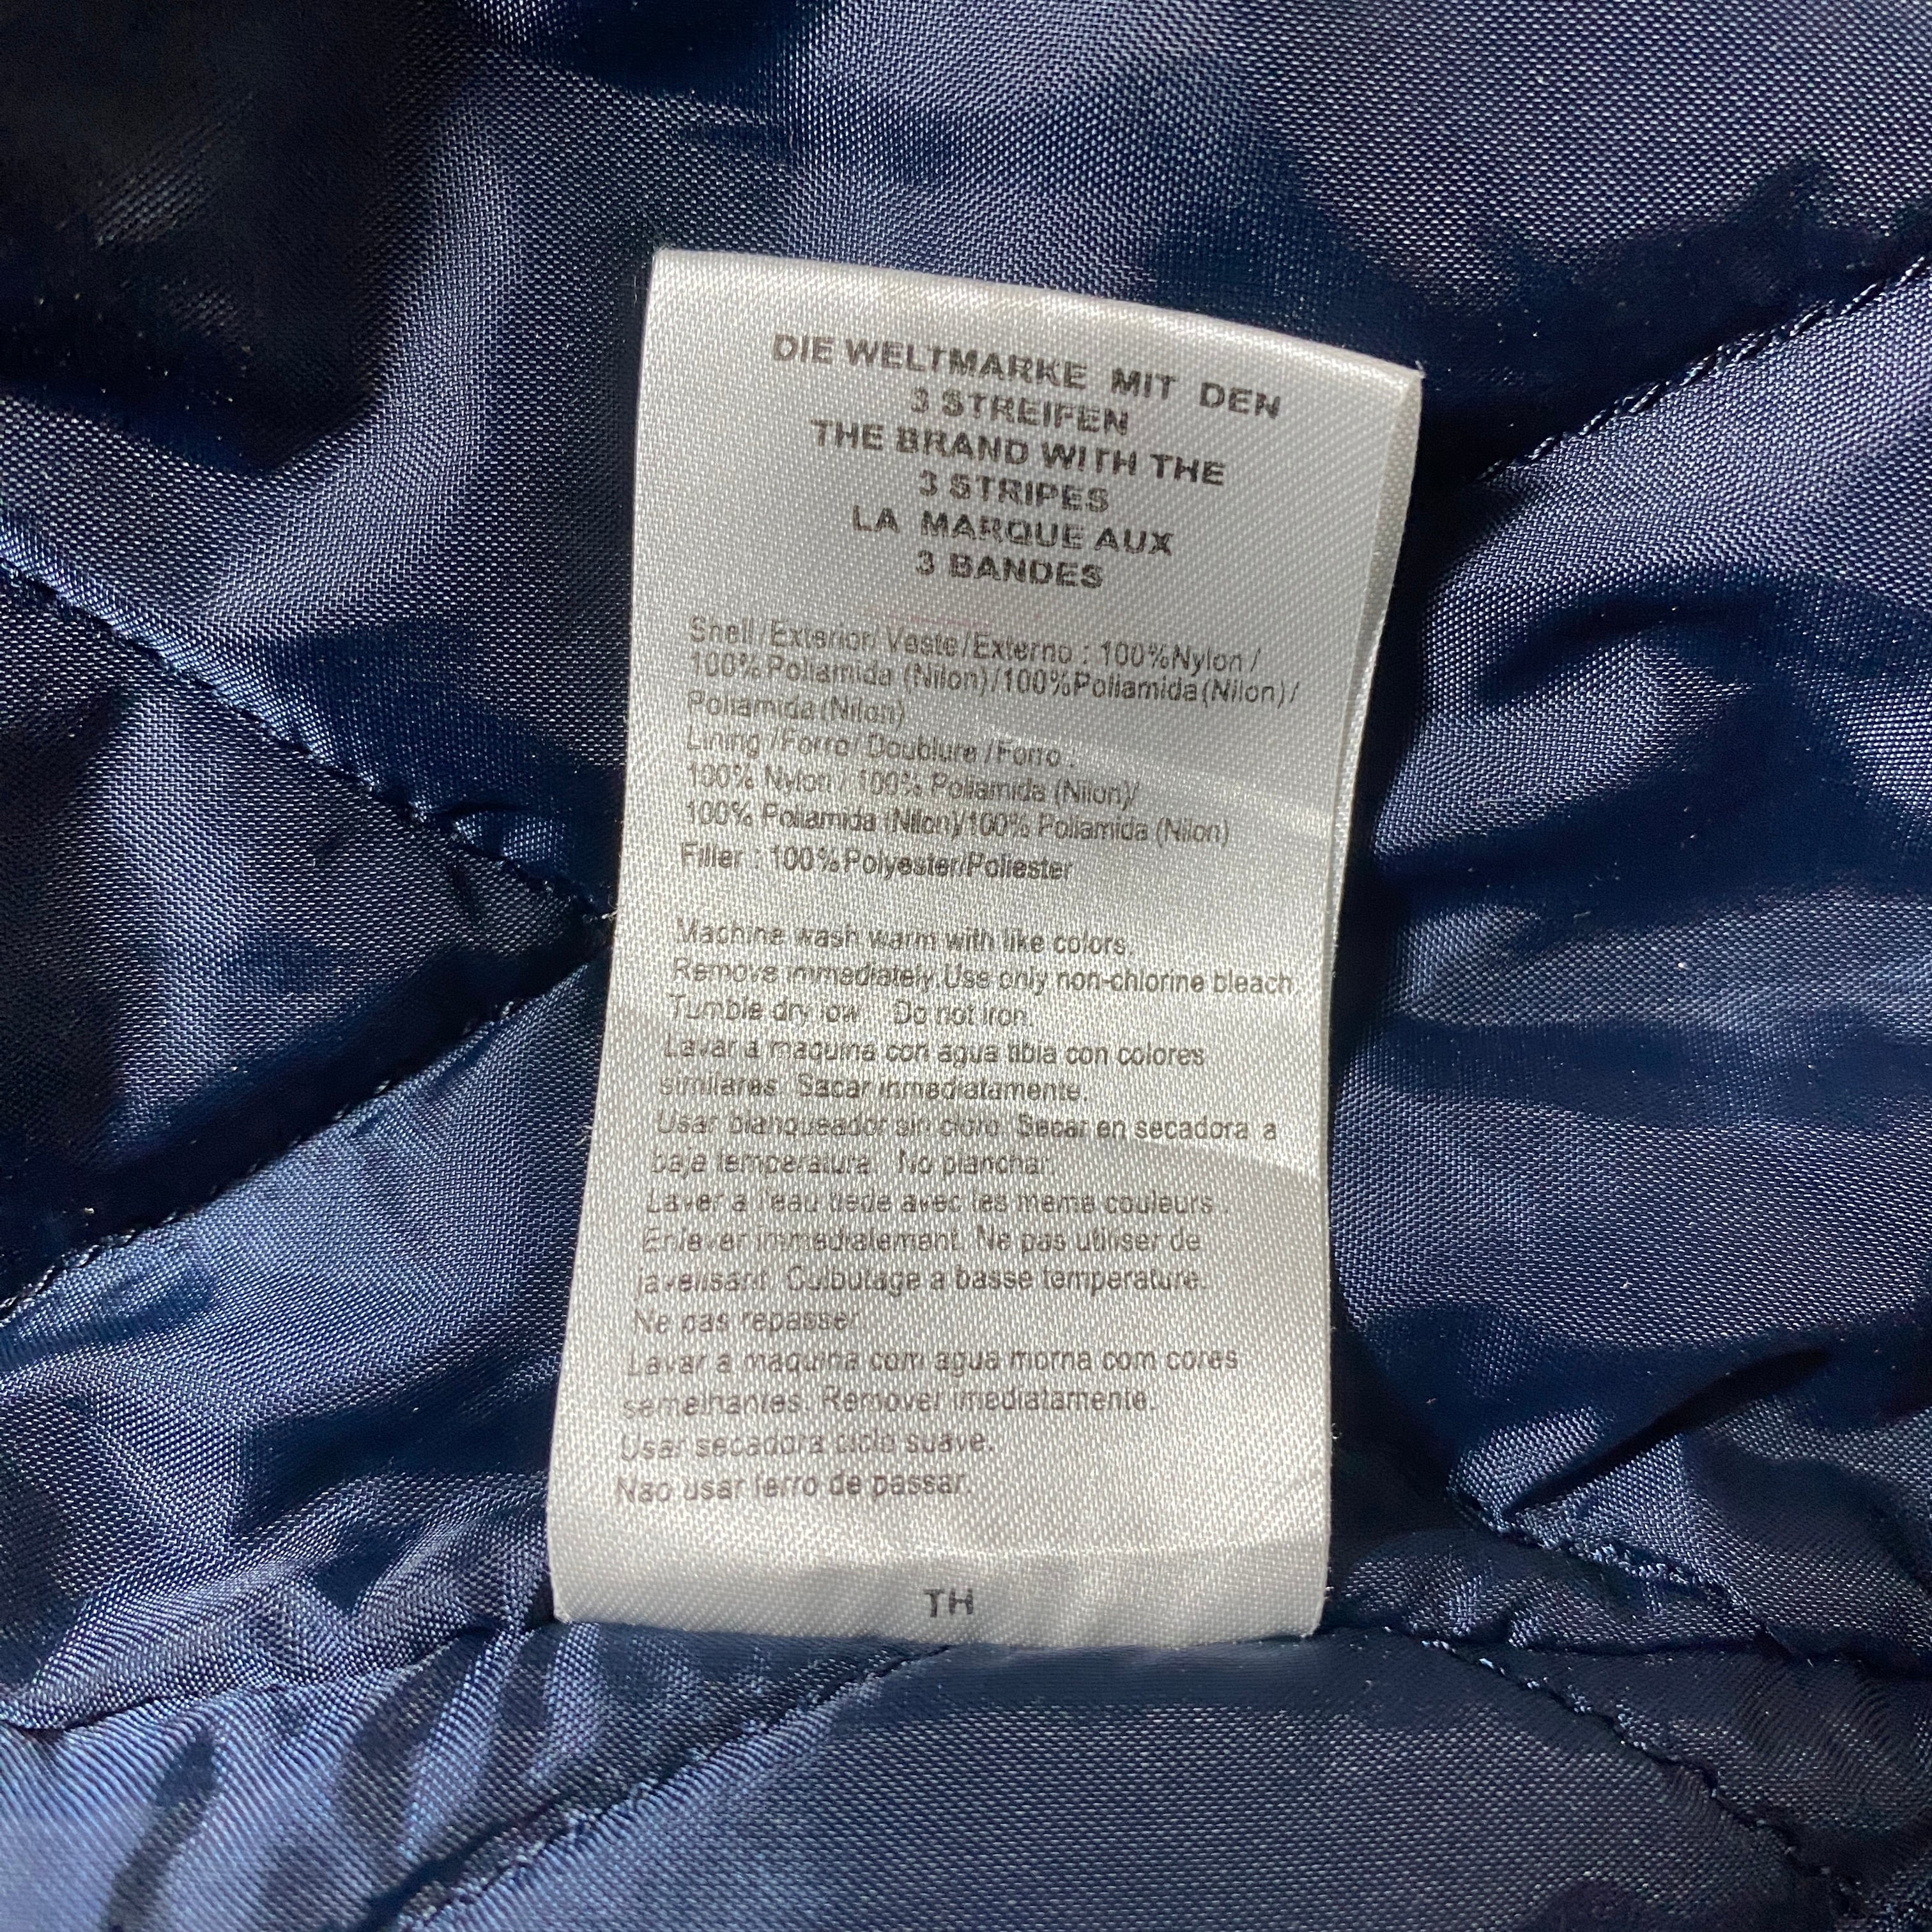 DIE WELTMARKE MIT DEN
3 STREIFEN
THE BRAND WITH THE
3 STRIPES
LA MARQUE AUX
3 BANDES
Shell/Exterior/Veste/Externo : 100%Nylon/
100%Poliamida (Nilon)/100%Poliamida(Nilon)/
Poliamida(Nilon)
Lining/Forro/Doublure/Forro :
100% Nylon/ 100% Poliamida (Nilon)/
100% Poliamida (Nilon)/100% Poliamida (Nilon)
Filler : 100%Polyester/Poliester
Machine wash warm with like colors.
Remove immediately.Use only non-chlorine bleach.
Tumble dry low. Do not iron.
Lavar a maquina con agua tibia con colores
similares. Sacar inmediatamente.
Usar blanqueador sin cloro. Secar en secadora a
baja temperatura. No planchar.
Laver a l'eau tiede avec les meme couleurs .
Enlever immediatement. Ne pas utiliser de
javelisant. Culbutage a basse temperature.
Ne pas repasser.
Lavar a maquina com agua morna com cores
semelhantes. Remover imediatamente.
Usar secadora ciclo suave.
Nao usar ferro de passar.
TH